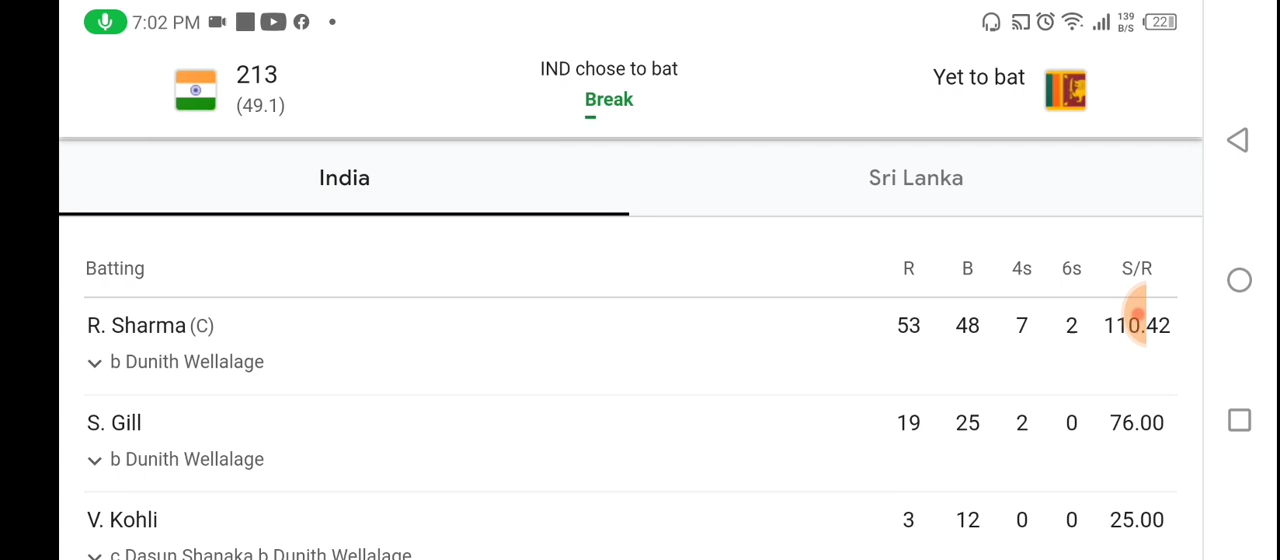 7:02 PM
139
B/S
22
213
(49.1)
IND chose to bat
Break
Yet to bat
India
Sri Lanka
Batting R B 4s 6s S/R
R. Sharma (C) 53 48 7 2 110.42
b Dunith Wellalage
S. Gill 19 25 2 0 76.00
b Dunith Wellalage
V. Kohli 3 12 0 0 25.00
c Dasun Shanaka b Dunith Wellalage